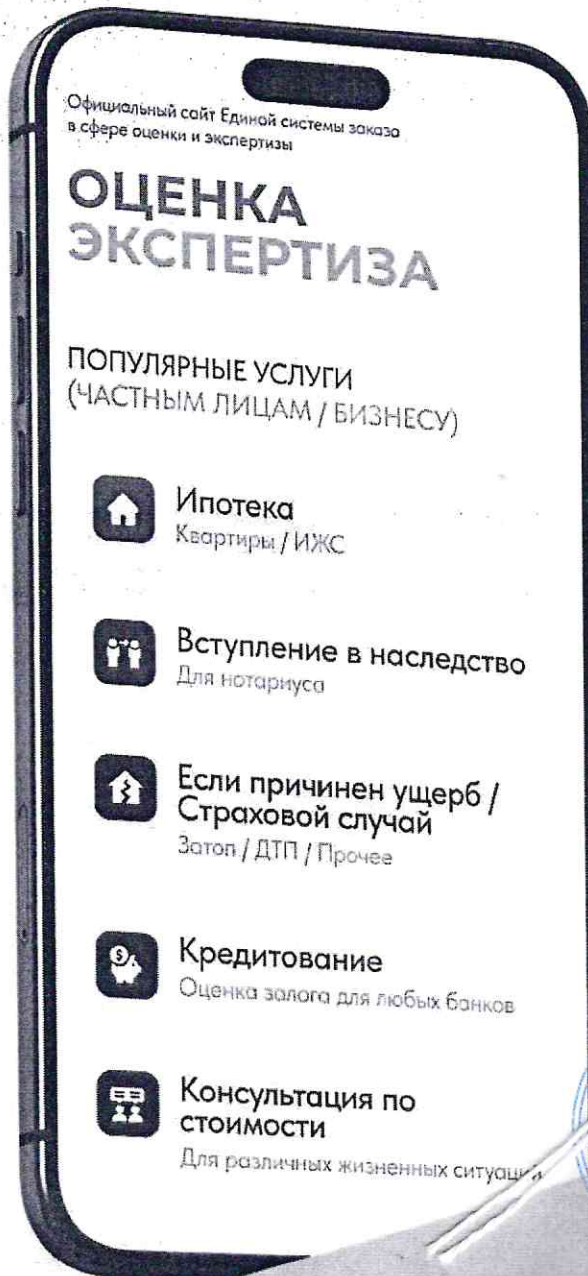 Официальный сайт Единой системы заказа
в сфере оценки и экспертизы
ОЦЕНКА
ЭКСПЕРТИЗА
ПОПУЛЯРНЫЕ УСЛУГИ
(ЧАСТНЫМ ЛИЦАМ / БИЗНЕСУ)
Ипотека
Квартиры / ИЖС
Вступление в наследство
Для нотариуса
Если причинен ущерб /
Страховой случай
Затоп / ДТП / Прочее
Кредитование
Оценка залога для любых банков
Консультация по
стоимости
Для различных жизненных ситуаций